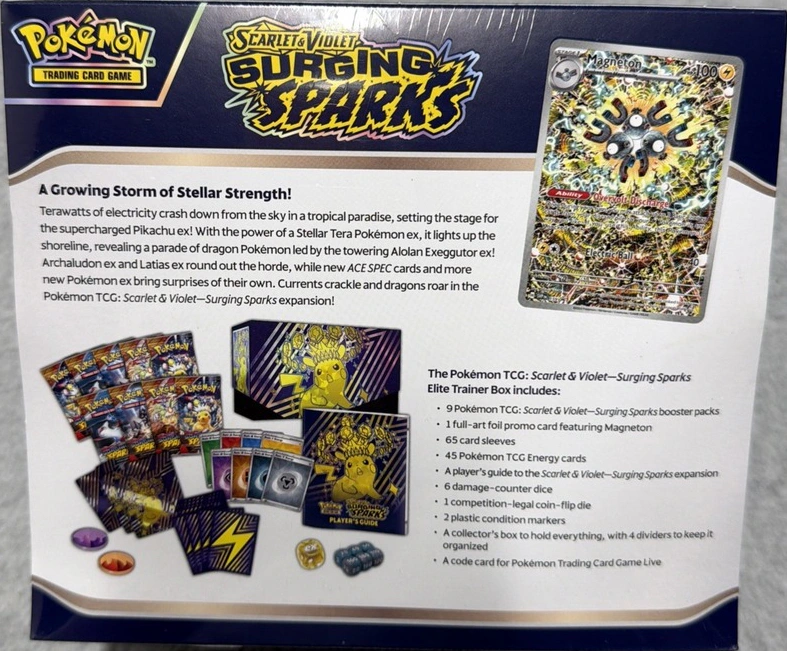 Pokémon
TRADING CARD GAME
SCARLET & VIOLET
SURGING
SPARKS
Magneton
100
Ability Overvolt Discharge
Electric Ball
40
A Growing Storm of Stellar Strength!
Terawatts of electricity crash down from the sky in a tropical paradise, setting the stage for
the supercharged Pikachu ex! With the power of a Stellar Tera Pokémon ex, it lights up the
shoreline, revealing a parade of dragon Pokémon led by the towering Alolan Exeggutor ex!
Archaludon ex and Latias ex round out the horde, while new ACE SPEC cards and more
new Pokémon ex bring surprises of their own. Currents crackle and dragons roar in the
Pokémon TCG: Scarlet & Violet—Surging Sparks expansion!
PLAYER'S GUIDE
The Pokémon TCG: Scarlet & Violet—Surging Sparks
Elite Trainer Box includes:
• 9 Pokémon TCG: Scarlet & Violet—Surging Sparks booster packs
• 1 full-art foil promo card featuring Magneton
• 65 card sleeves
• 45 Pokémon TCG Energy cards
• A player's guide to the Scarlet & Violet—Surging Sparks expansion
• 6 damage-counter dice
• 1 competition-legal coin-flip die
• 2 plastic condition markers
• A collector's box to hold everything, with 4 dividers to keep it
organized
• A code card for Pokémon Trading Card Game Live